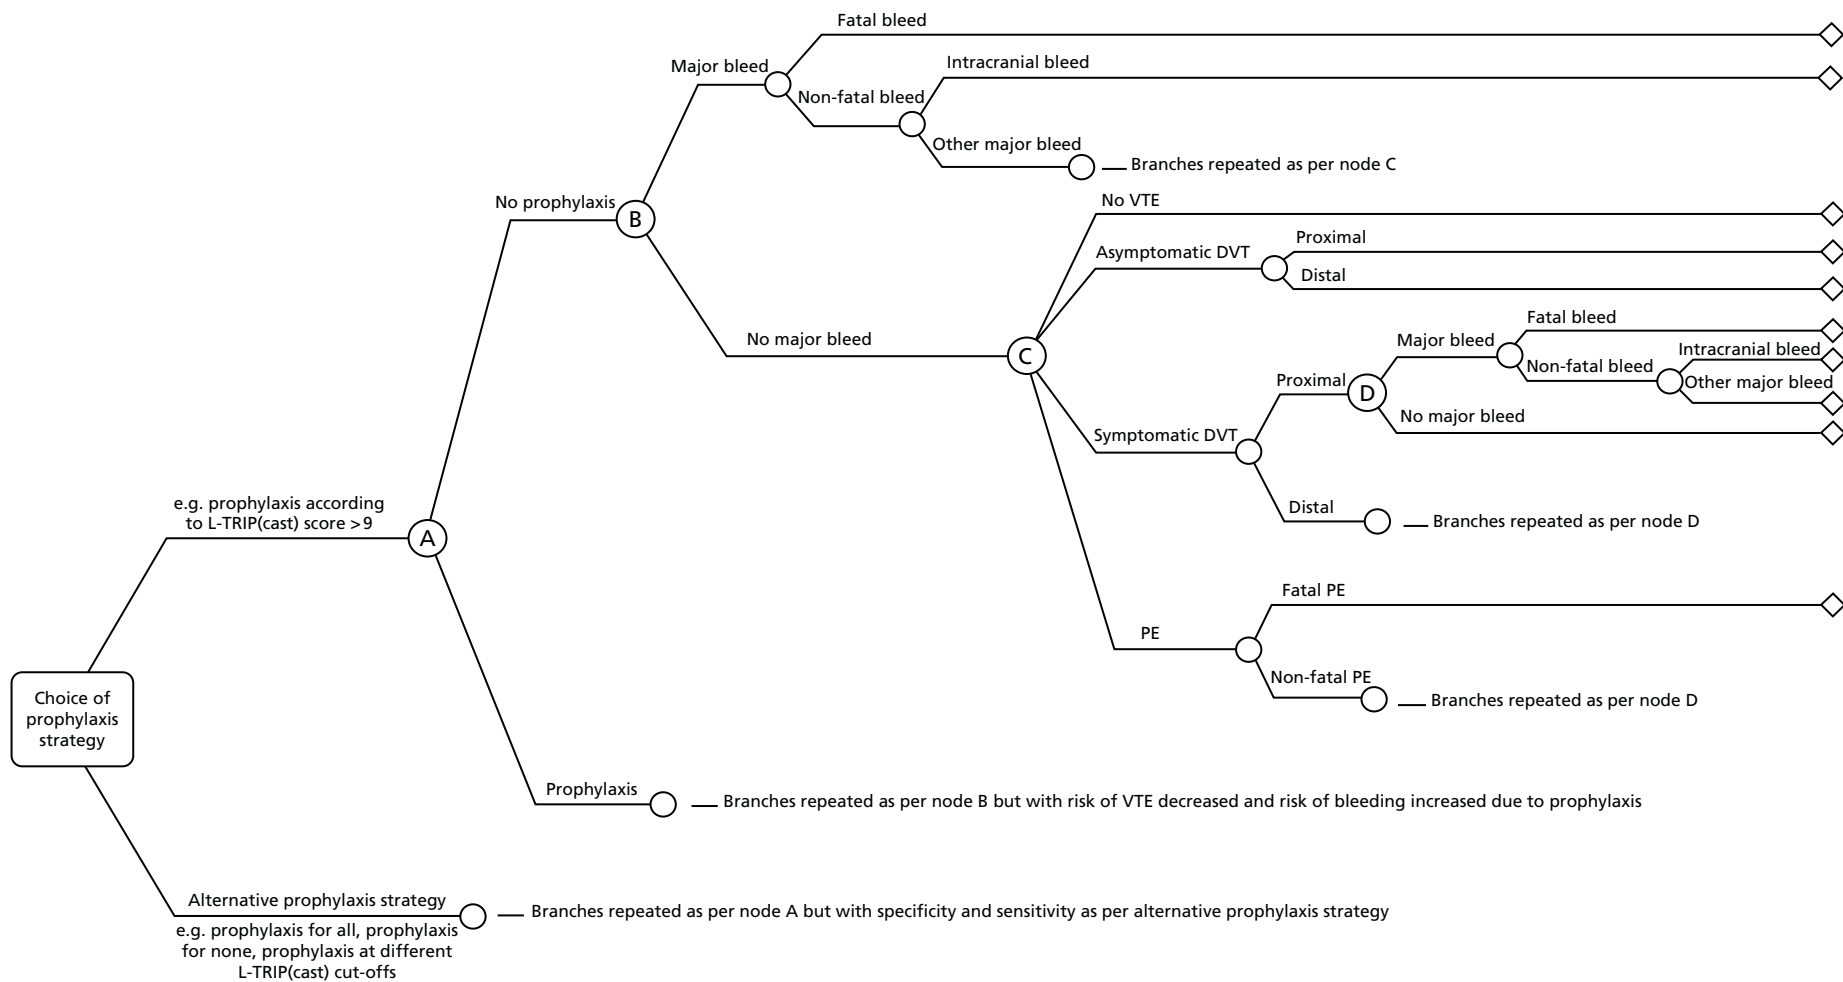 Fatal bleed
Major bleed
Intracranial bleed
Non-fatal bleed
Other major bleed
Branches repeated as per node C
No prophylaxis
B
No VTE
Asymptomatic DVT
Proximal
Distal
No major bleed
C
Fatal bleed
Major bleed
Intracranial bleed
Non-fatal bleed
Other major bleed
Proximal
D
No major bleed
Symptomatic DVT
Distal
Branches repeated as per node D
e.g. prophylaxis according
to L-TRIP(cast) score >9
A
Fatal PE
PE
Non-fatal PE
Branches repeated as per node D
Choice of
prophylaxis
strategy
Prophylaxis
Branches repeated as per node B but with risk of VTE decreased and risk of bleeding increased due to prophylaxis
Alternative prophylaxis strategy
Branches repeated as per node A but with specificity and sensitivity as per alternative prophylaxis strategy
e.g. prophylaxis for all, prophylaxis
for none, prophylaxis at different
L-TRIP(cast) cut-offs